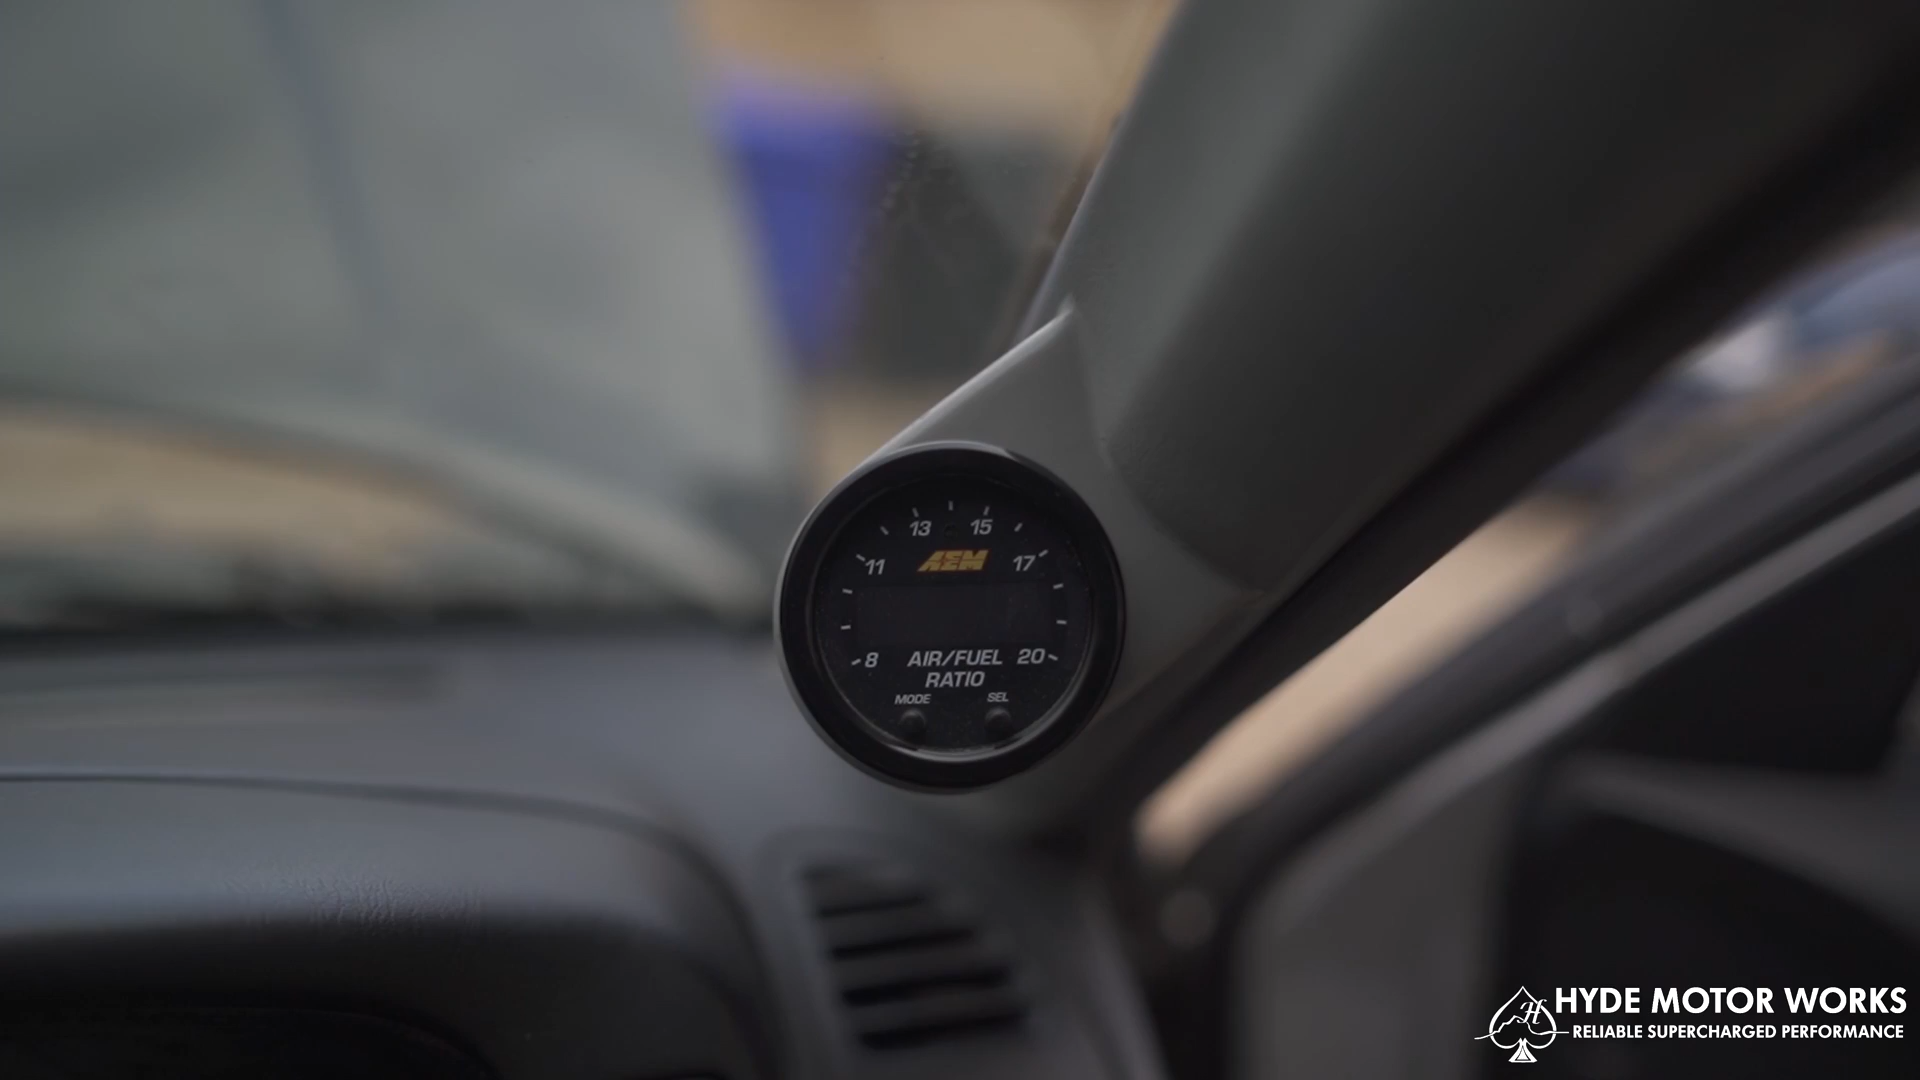 13 15
11 AEM 17
8 AIR/FUEL 20
RATIO
MODE SEL
H HYDE MOTOR WORKS
RELIABLE SUPERCHARGED PERFORMANCE